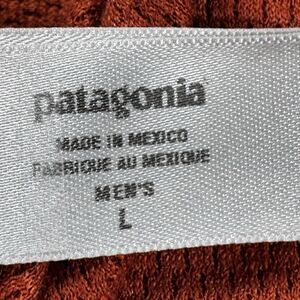 patagonia
MADE IN MEXICO
FABRIQUE AU MEXIQUE
MEN'S
L